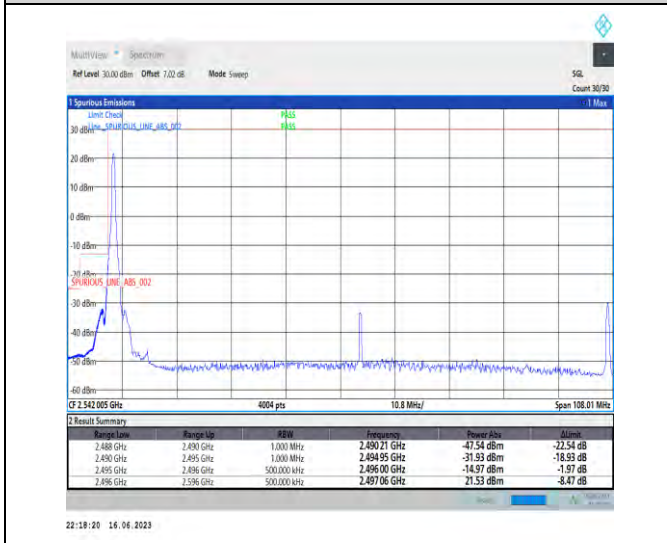 MultiView Spectrum
Ref Level 30.00 dBm Offset 7.02 dB Mode Sweep SGL
Count 30/30
1 Spurious Emissions 1 Max
Limit Check PASS
30 dBm Line _SPURIOUS_LINE_ABS_002 PASS
20 dBm
10 dBm
0 dBm
-10 dBm
-20 dBm
_SPURIOUS_LINE_ABS_002
-30 dBm
-40 dBm
-50 dBm
-60 dBm
CF 2.542 005 GHz 4004 pts 10.8 MHz/ Span 108.01 MHz
2 Result Summary
Range Low Range Up RBW Frequency Power Abs ΔLimit
2.488 GHz 2.490 GHz 1.000 MHz 2.490 21 GHz -47.54 dBm -22.54 dB
2.490 GHz 2.495 GHz 1.000 MHz 2.494 95 GHz -31.93 dBm -18.93 dB
2.495 GHz 2.496 GHz 500.000 kHz 2.496 00 GHz -14.97 dBm -1.97 dB
2.496 GHz 2.596 GHz 500.000 kHz 2.497 06 GHz 21.53 dBm -8.47 dB
22:18:20 16.06.2023